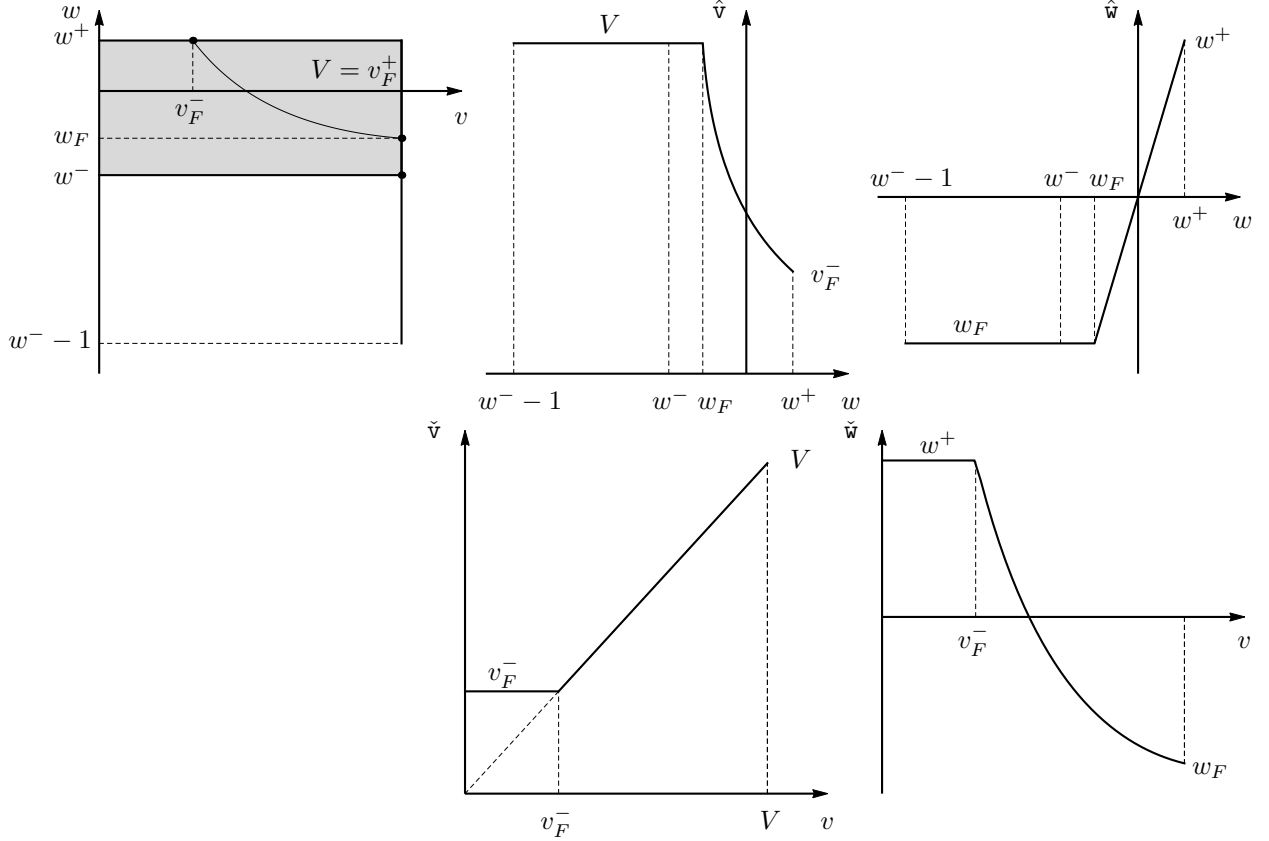 w
w⁺
V = v_F⁺
v_F⁻
v
w_F
w⁻
w⁻ − 1
v̂
V
v_F⁻
w⁻ − 1
w⁻
w_F
w⁺
w
ŵ
w⁺
w⁻ − 1
w⁻
w_F
w⁺
w
w_F
v̌
V
v_F⁻
v_F⁻
V
v
w̌
w⁺
v_F⁻
v
w_F